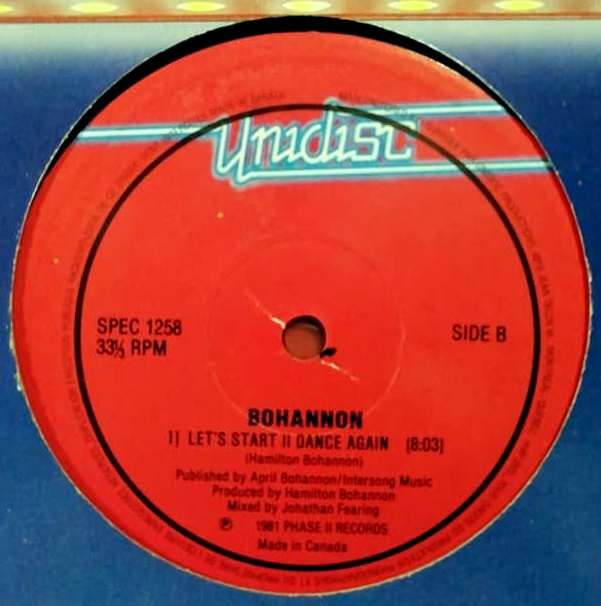 Unidisc
SPEC 1258
33⅓ RPM
SIDE B
BOHANNON
1) LET'S START II DANCE AGAIN (8:03)
(Hamilton Bohannon)
Published by April Bohannon/Intersong Music
Produced by Hamilton Bohannon
Mixed by Johathan Fearing
℗ 1981 PHASE II RECORDS
Made in Canada